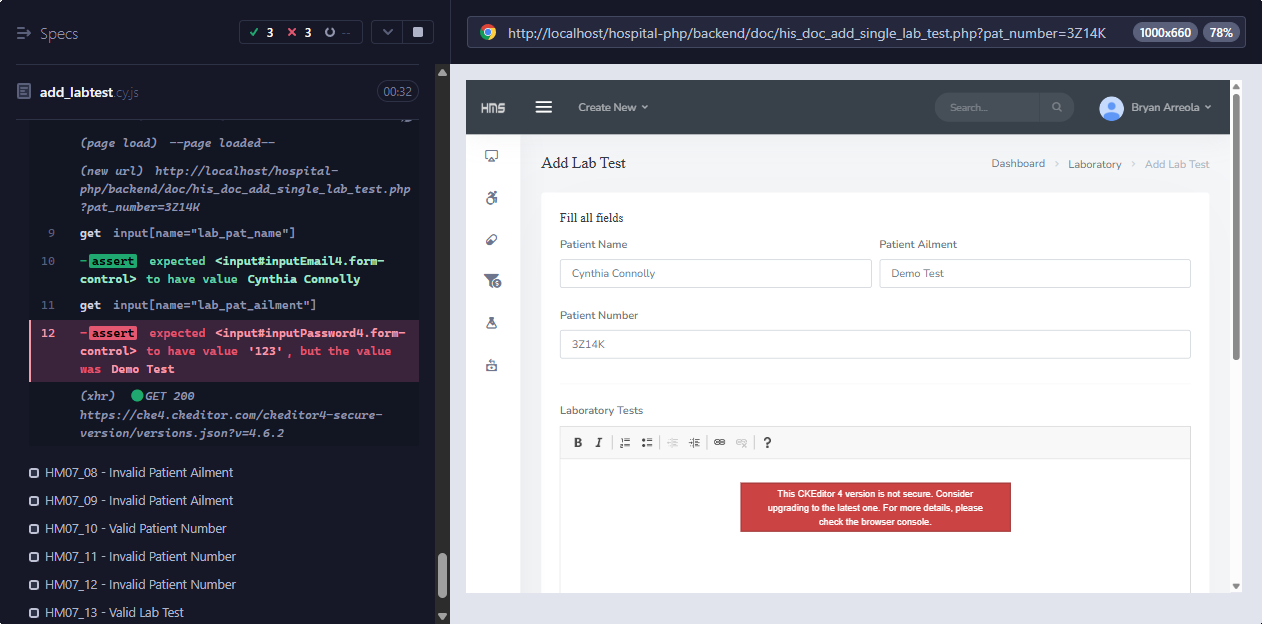 Specs
3 3 --
add_labtest.cy.js
00:32
(page load) --page loaded--
(new url) http://localhost/hospital-
php/backend/doc/his_doc_add_single_lab_test.php
?pat_number=3Z14K
9 get input[name="lab_pat_name"]
10 -assert expected <input#inputEmail4.form-
control> to have value Cynthia Connolly
11 get input[name="lab_pat_ailment"]
12 -assert expected <input#inputPassword4.form-
control> to have value '123', but the value
was Demo Test
(xhr) GET 200
https://cke4.ckeditor.com/ckeditor4-secure-
version/versions.json?v=4.6.2
HM07_08 - Invalid Patient Ailment
HM07_09 - Invalid Patient Ailment
HM07_10 - Valid Patient Number
HM07_11 - Invalid Patient Number
HM07_12 - Invalid Patient Number
HM07_13 - Valid Lab Test
http://localhost/hospital-php/backend/doc/his_doc_add_single_lab_test.php?pat_number=3Z14K
1000x660 78%
HMS
Create New
Search...
Bryan Arreola
Add Lab Test
Dashboard > Laboratory > Add Lab Test
Fill all fields
Patient Name
Patient Ailment
Cynthia Connolly
Demo Test
Patient Number
3Z14K
Laboratory Tests
B I ?
This CKEditor 4 version is not secure. Consider
upgrading to the latest one. For more details, please
check the browser console.